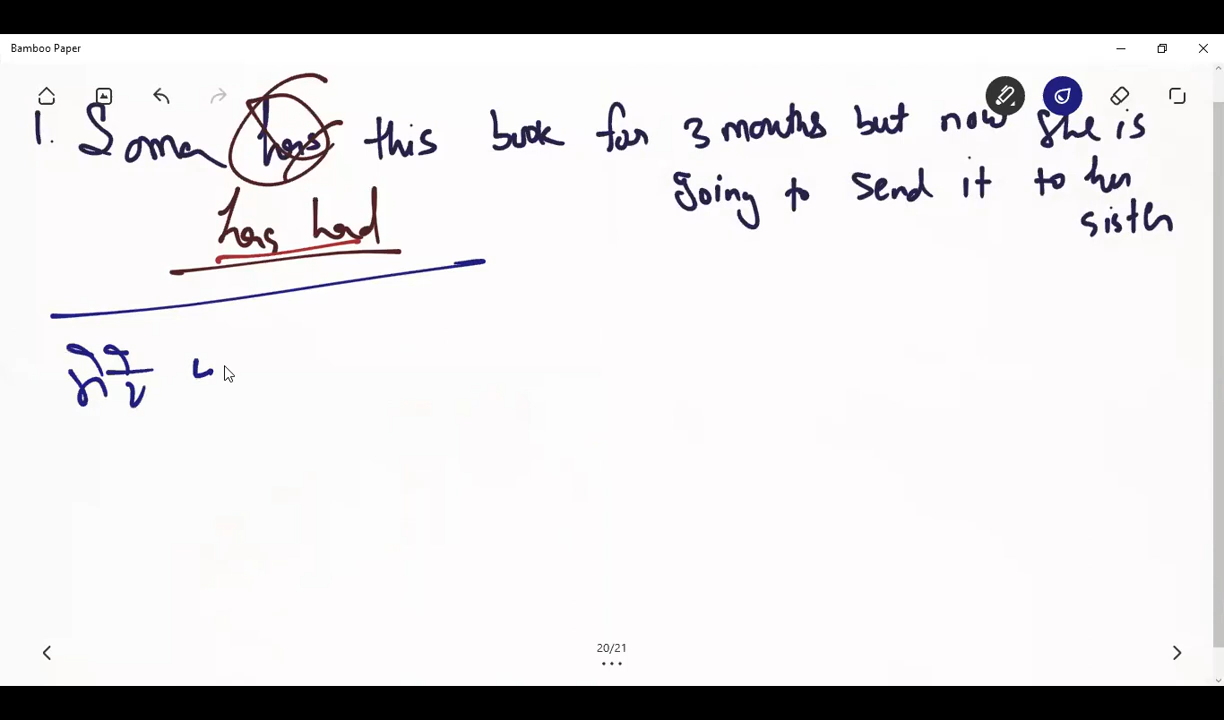 Bamboo Paper
1. Soma has this book for 3 months but now she is
going to send it to her
sister
has had
20/21